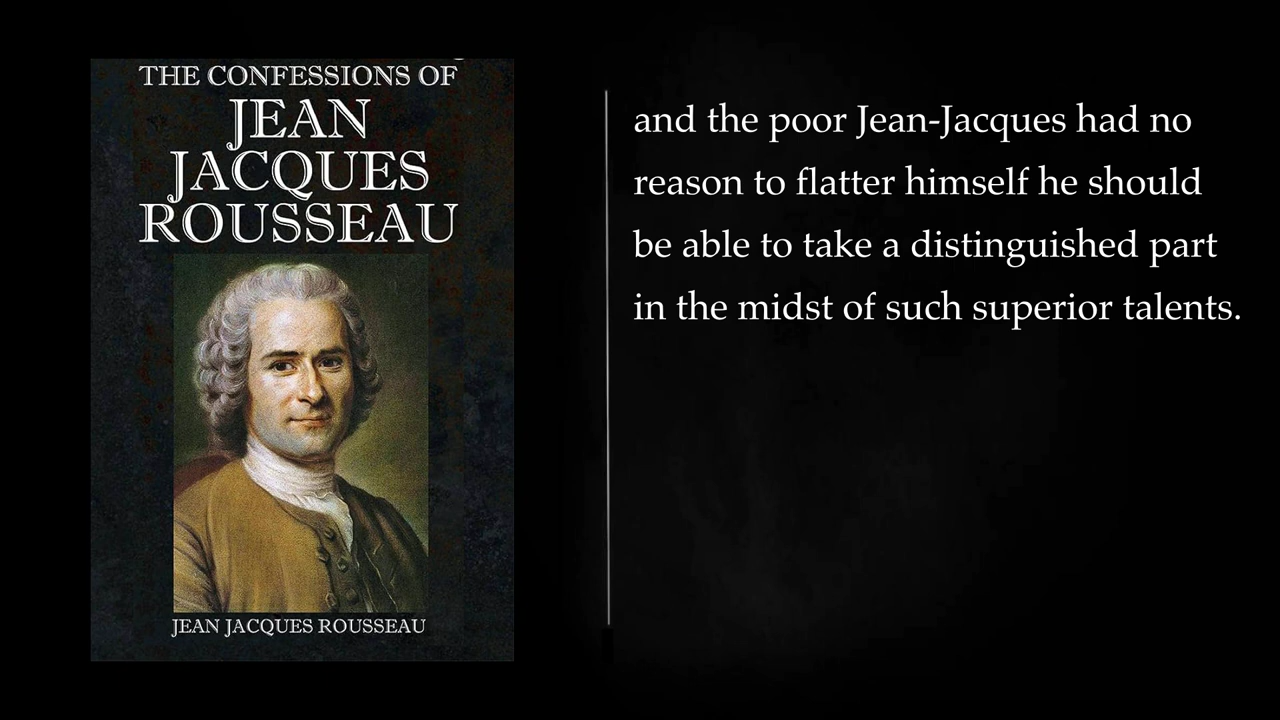 THE CONFESSIONS OF
JEAN
JACQUES
ROUSSEAU
JEAN JACQUES ROUSSEAU
and the poor Jean-Jacques had no
reason to flatter himself he should
be able to take a distinguished part
in the midst of such superior talents.